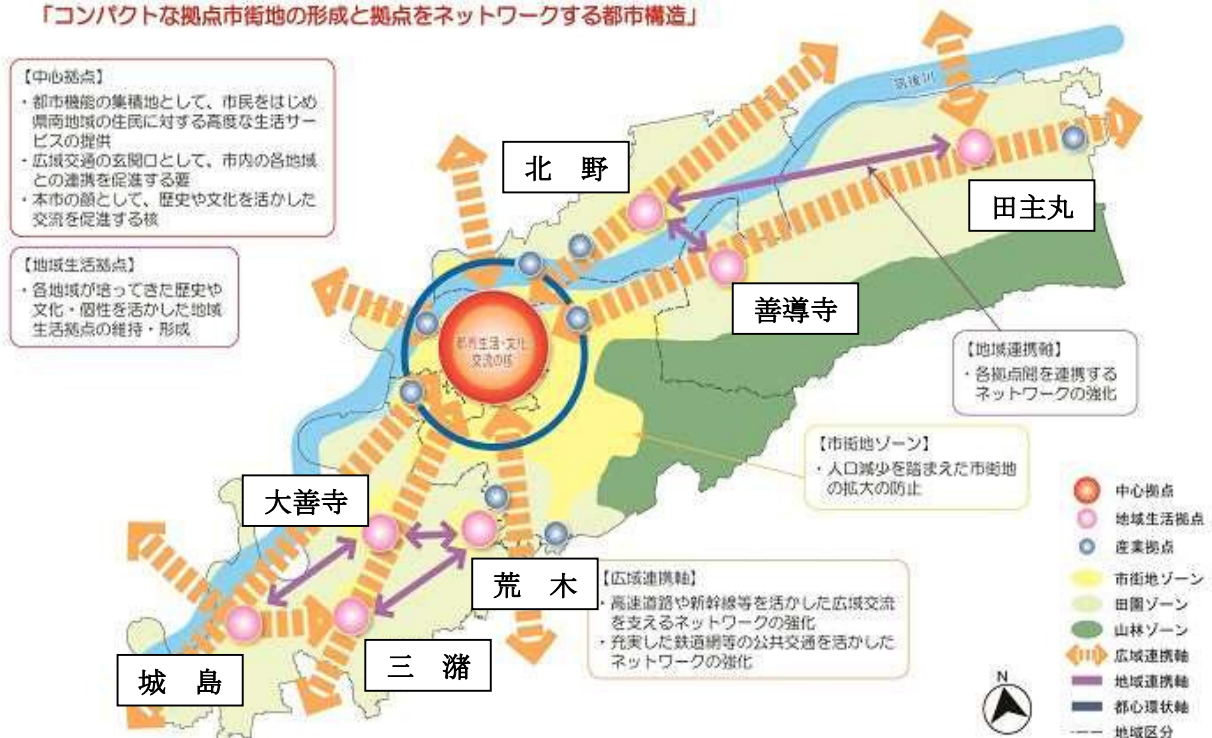 「コンパクトな拠点市街地の形成と拠点をネットワークする都市構造」
【中心拠点】
・都市機能の集積地として、市民をはじめ
県南地域の住民に対する高度な生活サー
ビスの提供
・広域交通の玄関口として、市内の各地域
との連携を促進する要
・本市の顔として、歴史や文化を活かした
交流を促進する核
【地域生活拠点】
・各地域が培ってきた歴史や
文化・個性を活かした地域
生活拠点の維持・形成
筑後川
北 野
田主丸
善導寺
都市生活・文化
交流の核
【地域連携軸】
・各拠点間を連携する
ネットワークの強化
【市街地ゾーン】
・人口減少を踏まえた市街地
の拡大の防止
大善寺
荒 木
三 潴
城 島
【広域連携軸】
・高速道路や新幹線等を活かした広域交流
を支えるネットワークの強化
・充実した鉄道網等の公共交通を活かした
ネットワークの強化
N
中心拠点
地域生活拠点
産業拠点
市街地ゾーン
田園ゾーン
山林ゾーン
広域連携軸
地域連携軸
都心環状軸
地域区分